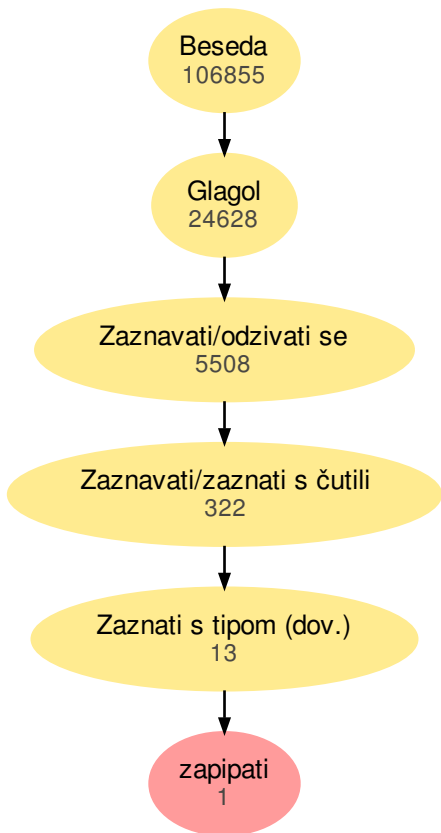 Beseda
106855
Glagol
24628
Zaznavati/odzivati se
5508
Zaznavati/zaznati s čutili
322
Zaznati s tipom (dov.)
13
zapipati
1